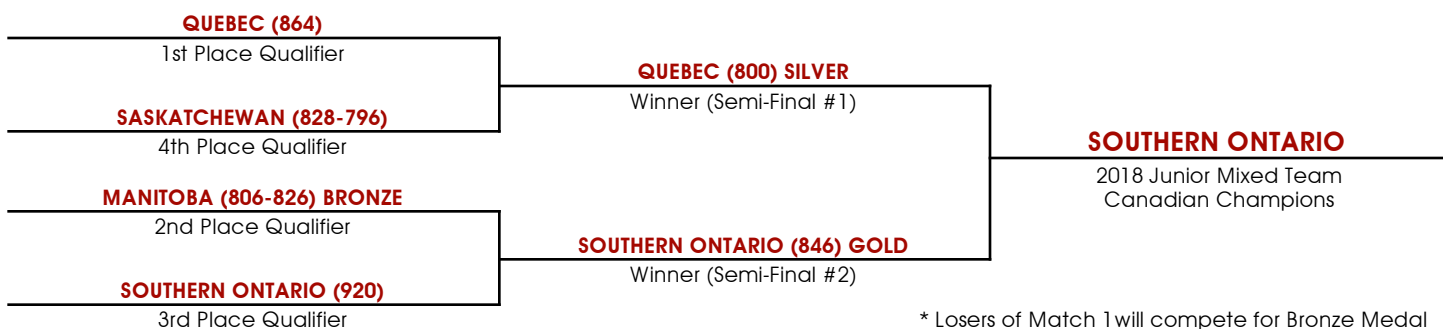 QUEBEC (864)
1st Place Qualifier
QUEBEC (800) SILVER
Winner (Semi-Final #1)
SASKATCHEWAN (828-796)
4th Place Qualifier
SOUTHERN ONTARIO
2018 Junior Mixed Team
Canadian Champions
MANITOBA (806-826) BRONZE
2nd Place Qualifier
SOUTHERN ONTARIO (846) GOLD
Winner (Semi-Final #2)
SOUTHERN ONTARIO (920)
3rd Place Qualifier
* Losers of Match 1will compete for Bronze Medal